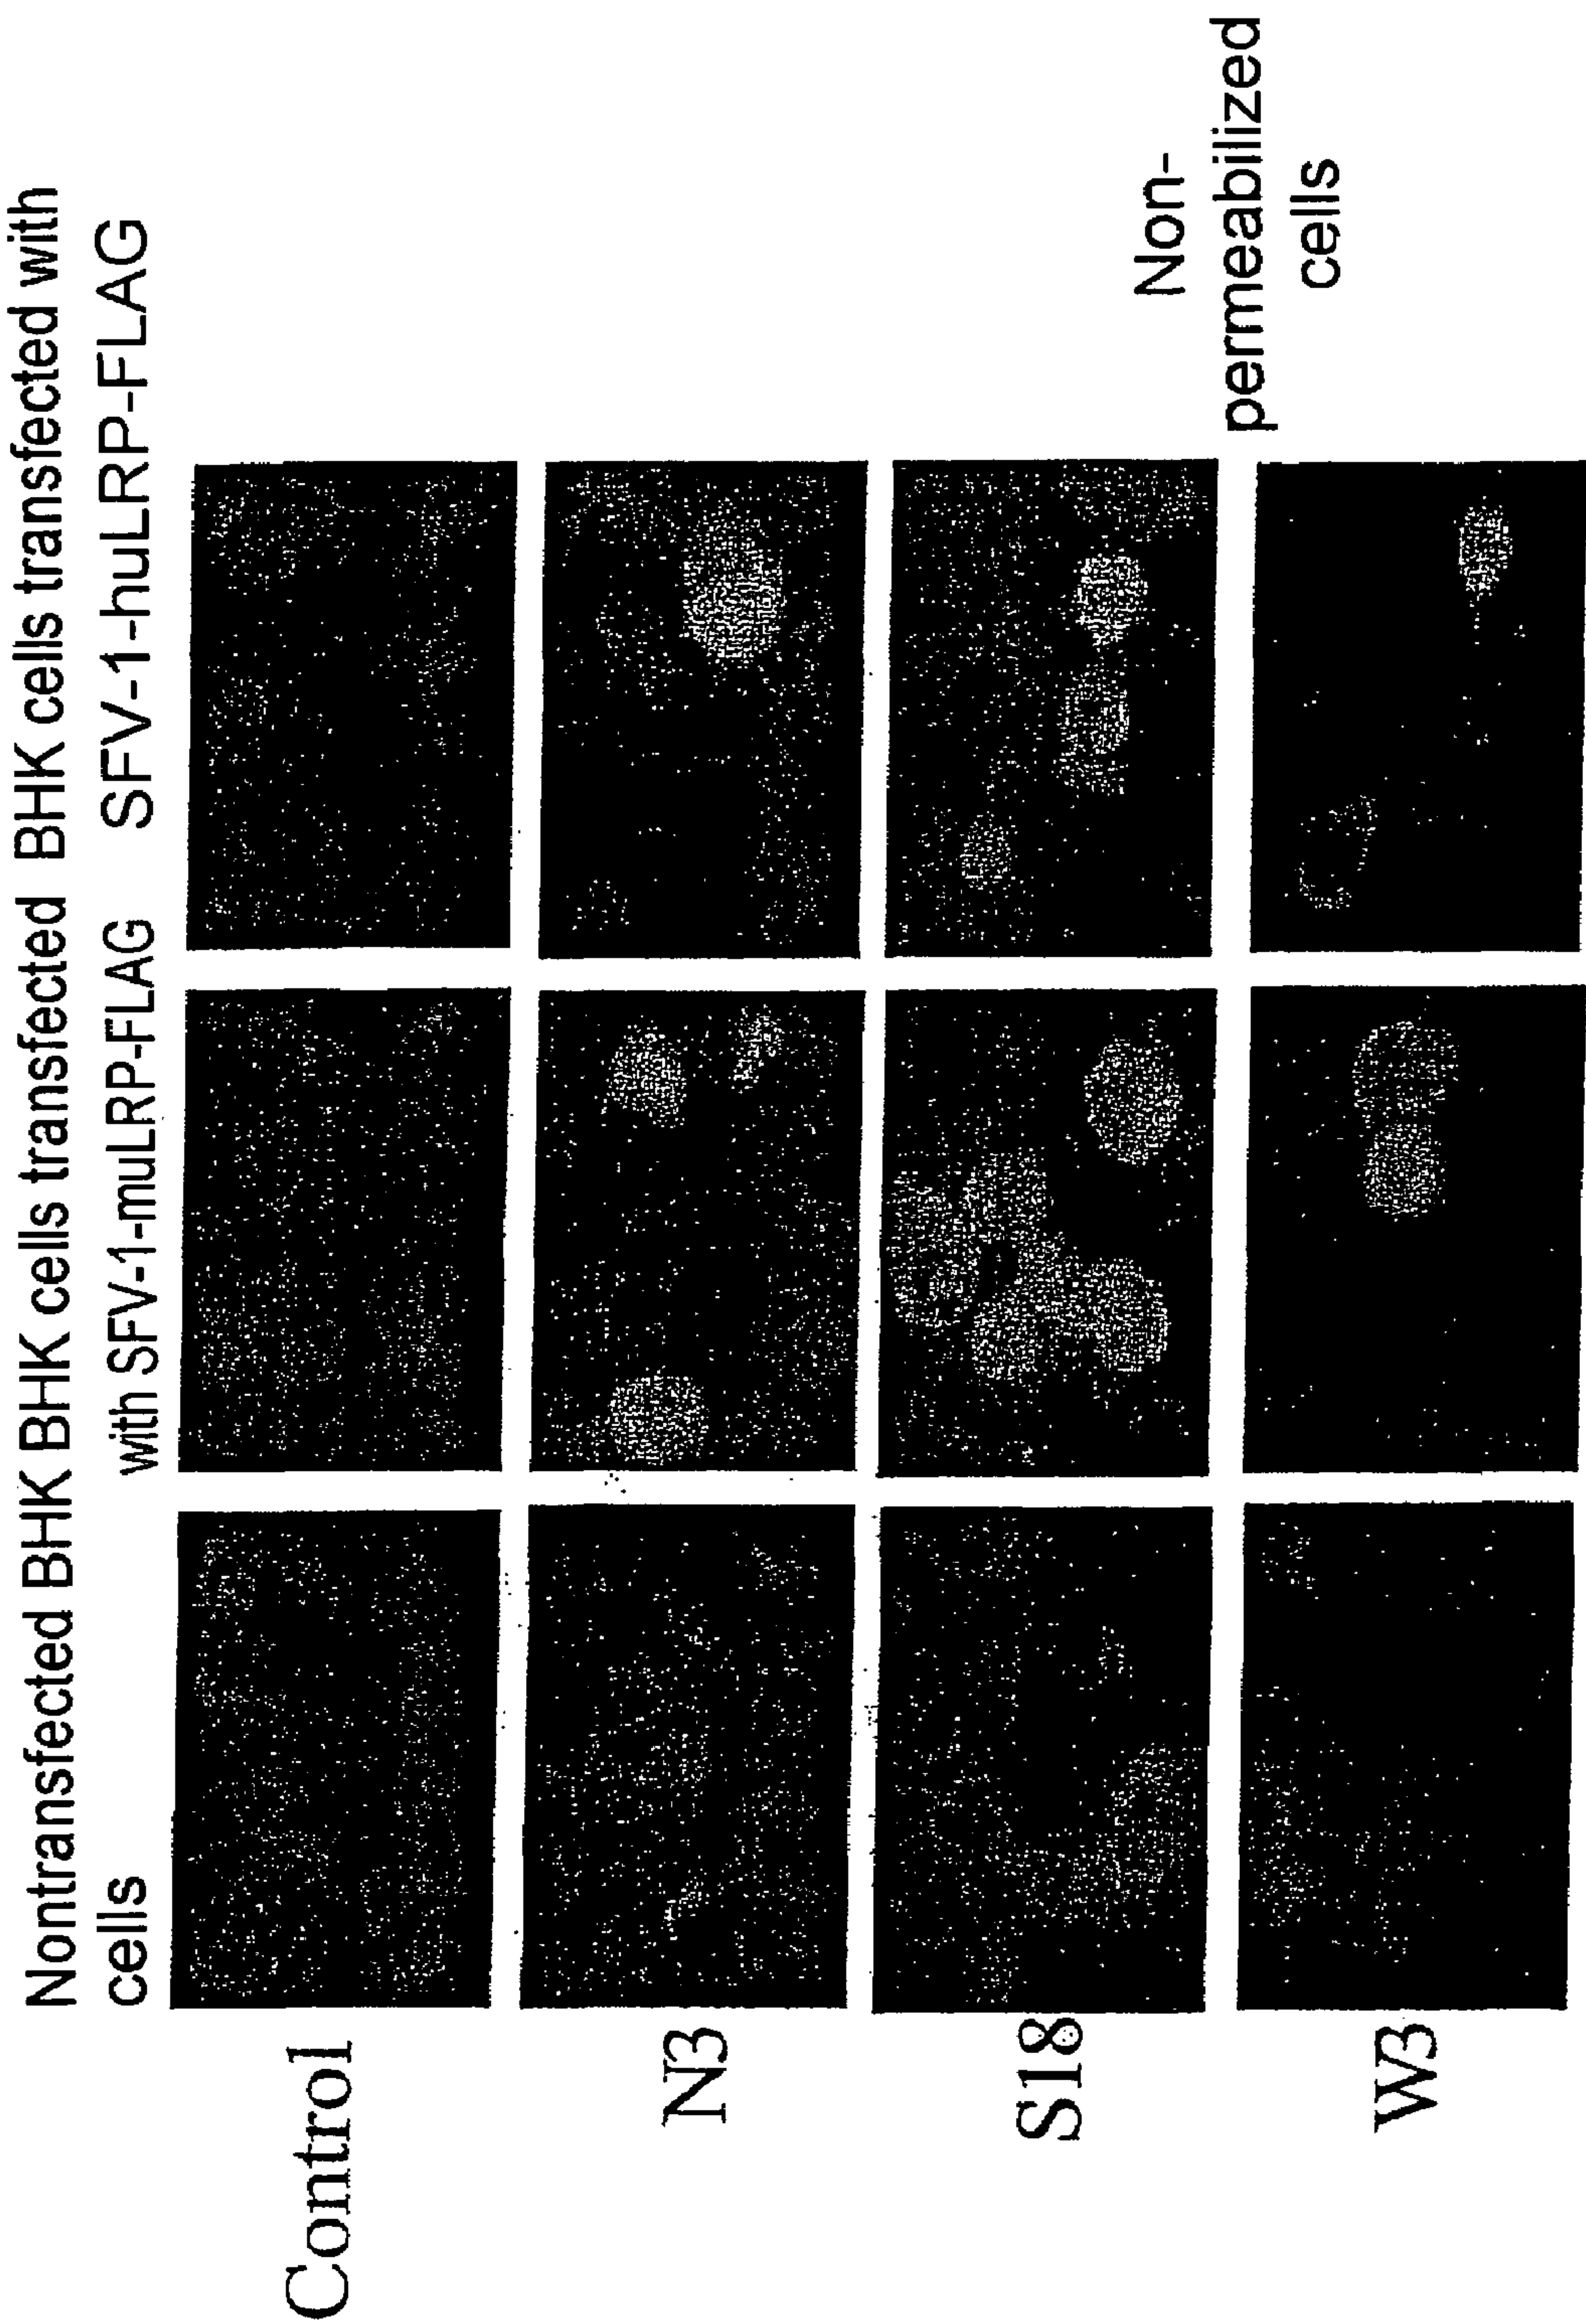 Nontransfected BHK BHK cells transfected BHK cells transfected with
cells with SFV-1-muLRP-FLAG SFV-1-huLRP-FLAG
Control
N3
S18
Non-
permeabilized
cells
W3